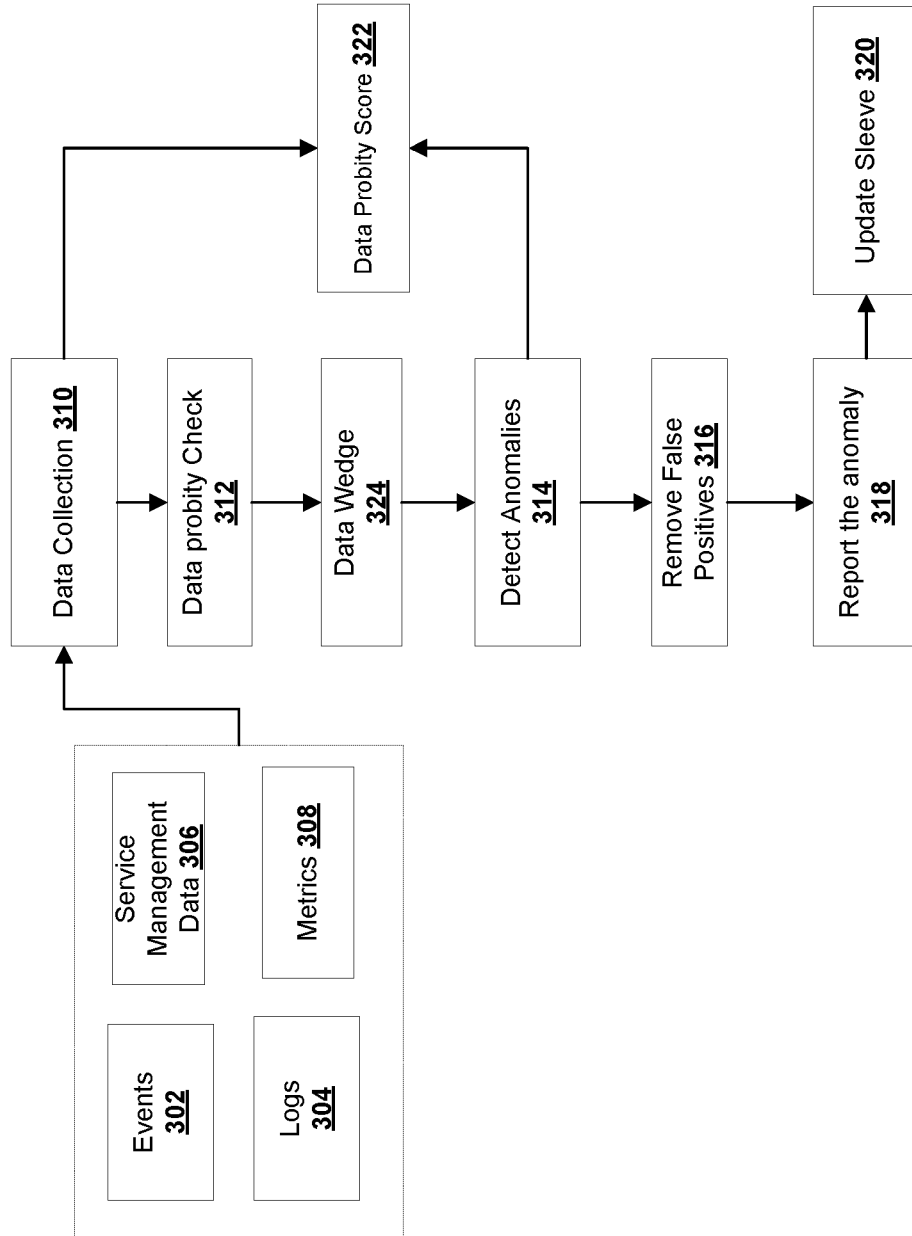 Events
302
Logs
304
Service
Management
Data 306
Metrics 308
Data Collection 310
Data probity Check
312
Data Wedge
324
Detect Anomalies
314
Remove False
Positives 316
Report the anomaly
318
Data Probity Score 322
Update Sleeve 320